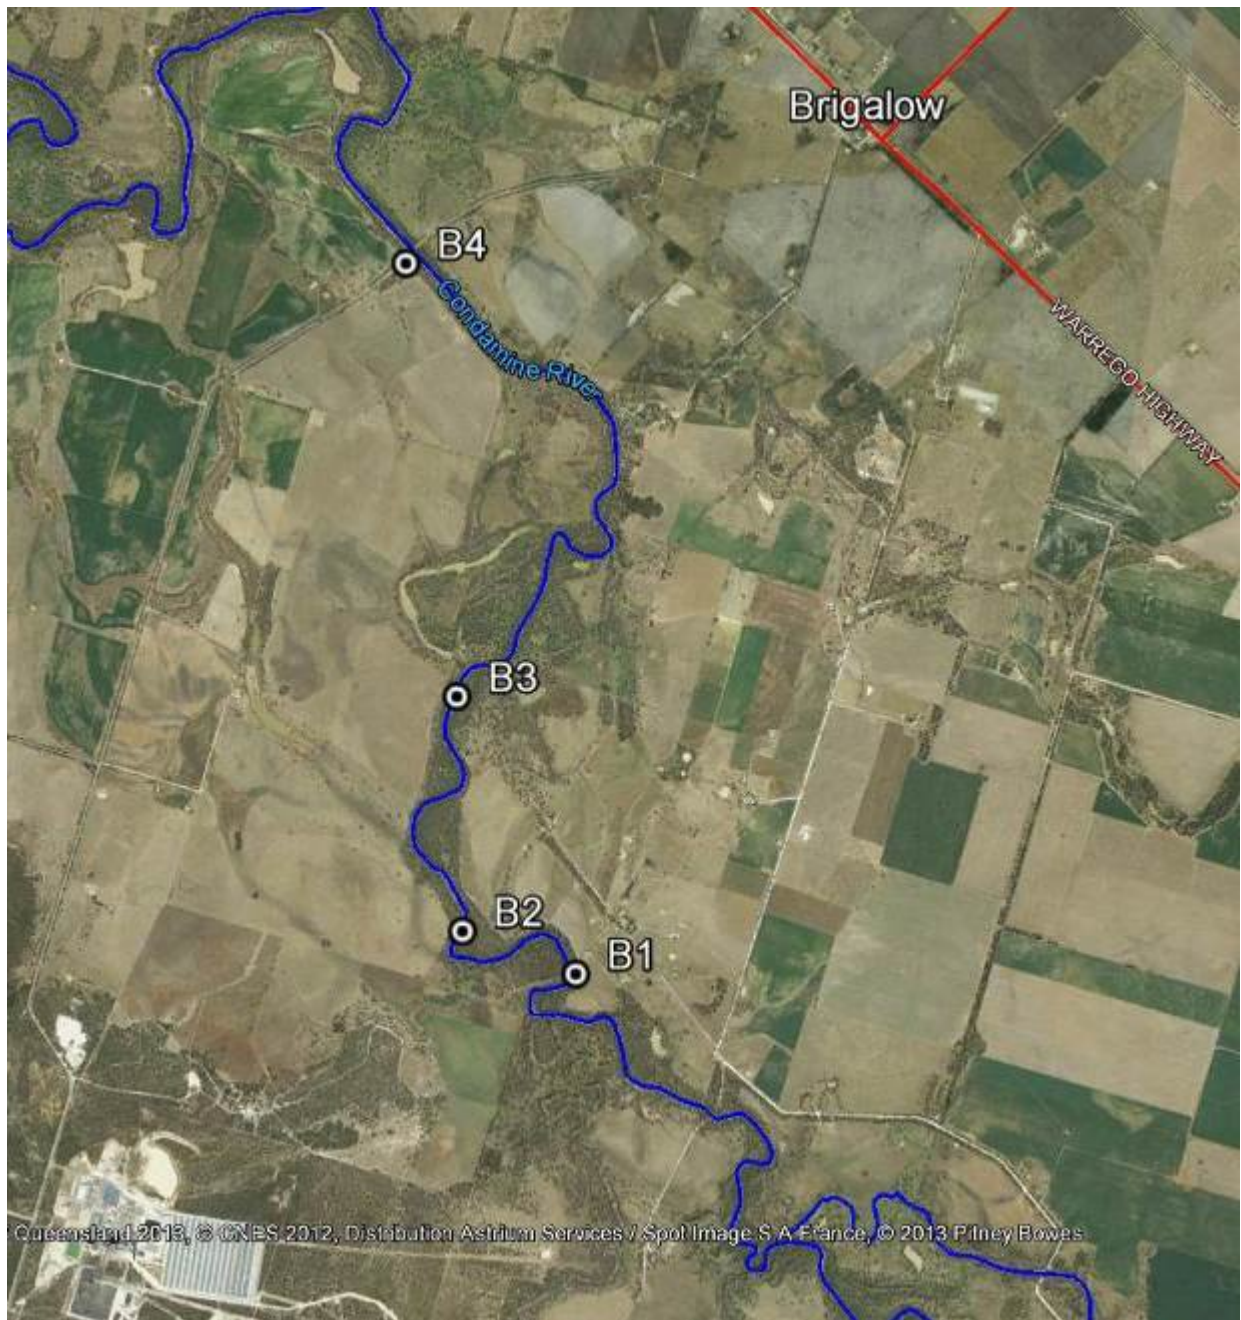 Brigalow
B4
Condamine River
WARREGO HIGHWAY
B3
B2
B1
Queensland 2013, © CNES 2012, Distribution Astrium Services / Spot Image S A France, © 2013 Pitney Bowes